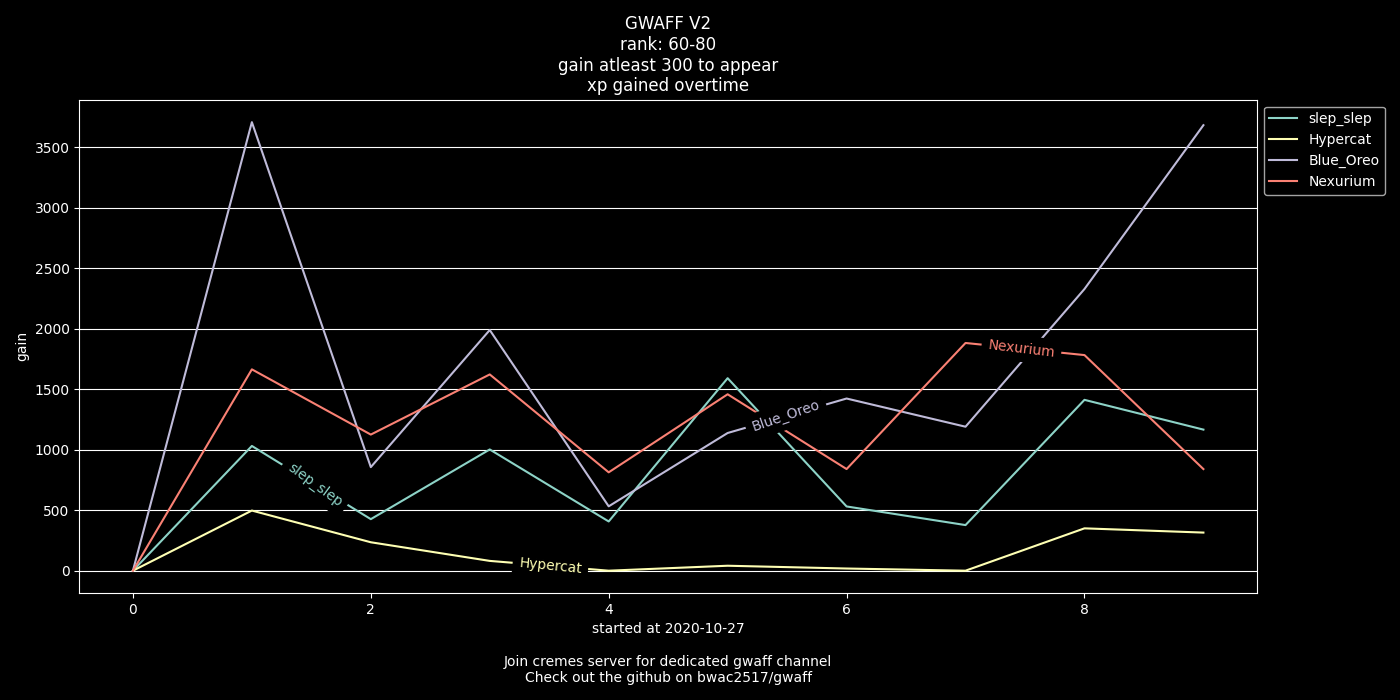 GWAFF V2
rank: 60-80
gain atleast 300 to appear
xp gained overtime
slep_slep
Hypercat
Blue_Oreo
Nexurium
3500
3000
2500
2000
1500
1000
500
0
gain
Nexurium
Blue_Oreo
slep_slep
Hypercat
0 2 4 6 8
started at 2020-10-27
Join cremes server for dedicated gwaff channel
Check out the github on bwac2517/gwaff